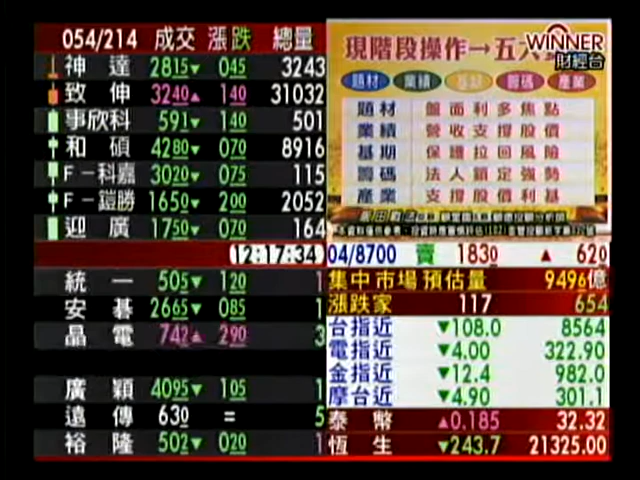 054/214 成交 漲跌 總量
神達 2815▼ 045 3243
致伸 3240▲ 140 31032
事欣科 591▼ 140 501
和碩 4280▼ 070 8916
F－科嘉 3020▼ 075 115
F－鎧勝 1650▼ 200 2052
迎廣 1750▼ 070 164
12:17:34
統一 505▼ 120 1
安碁 2665▼ 085 1
晶電 742▲ 290 3
廣穎 4095▼ 105 1
遠傳 630 = 5
裕隆 502▼ 020 1
WINNER
財經台
現階段操作→五大
題材 業績 基期 籌碼 產業
題材 盤面利多焦點
業績 營收支撐股價
基期 保護拉回風險
籌碼 法人鎖定強勢
產業 支撐股價利基
04/8700 賣 1830 ▲ 620
集中市場預估量 9496億
漲跌家 117 654
台指近 ▼108.0 8564
電指近 ▼4.00 322.90
金指近 ▼12.4 982.0
摩台近 ▼4.90 301.1
泰幣 ▲0.185 32.32
恆生 ▼243.7 21325.00